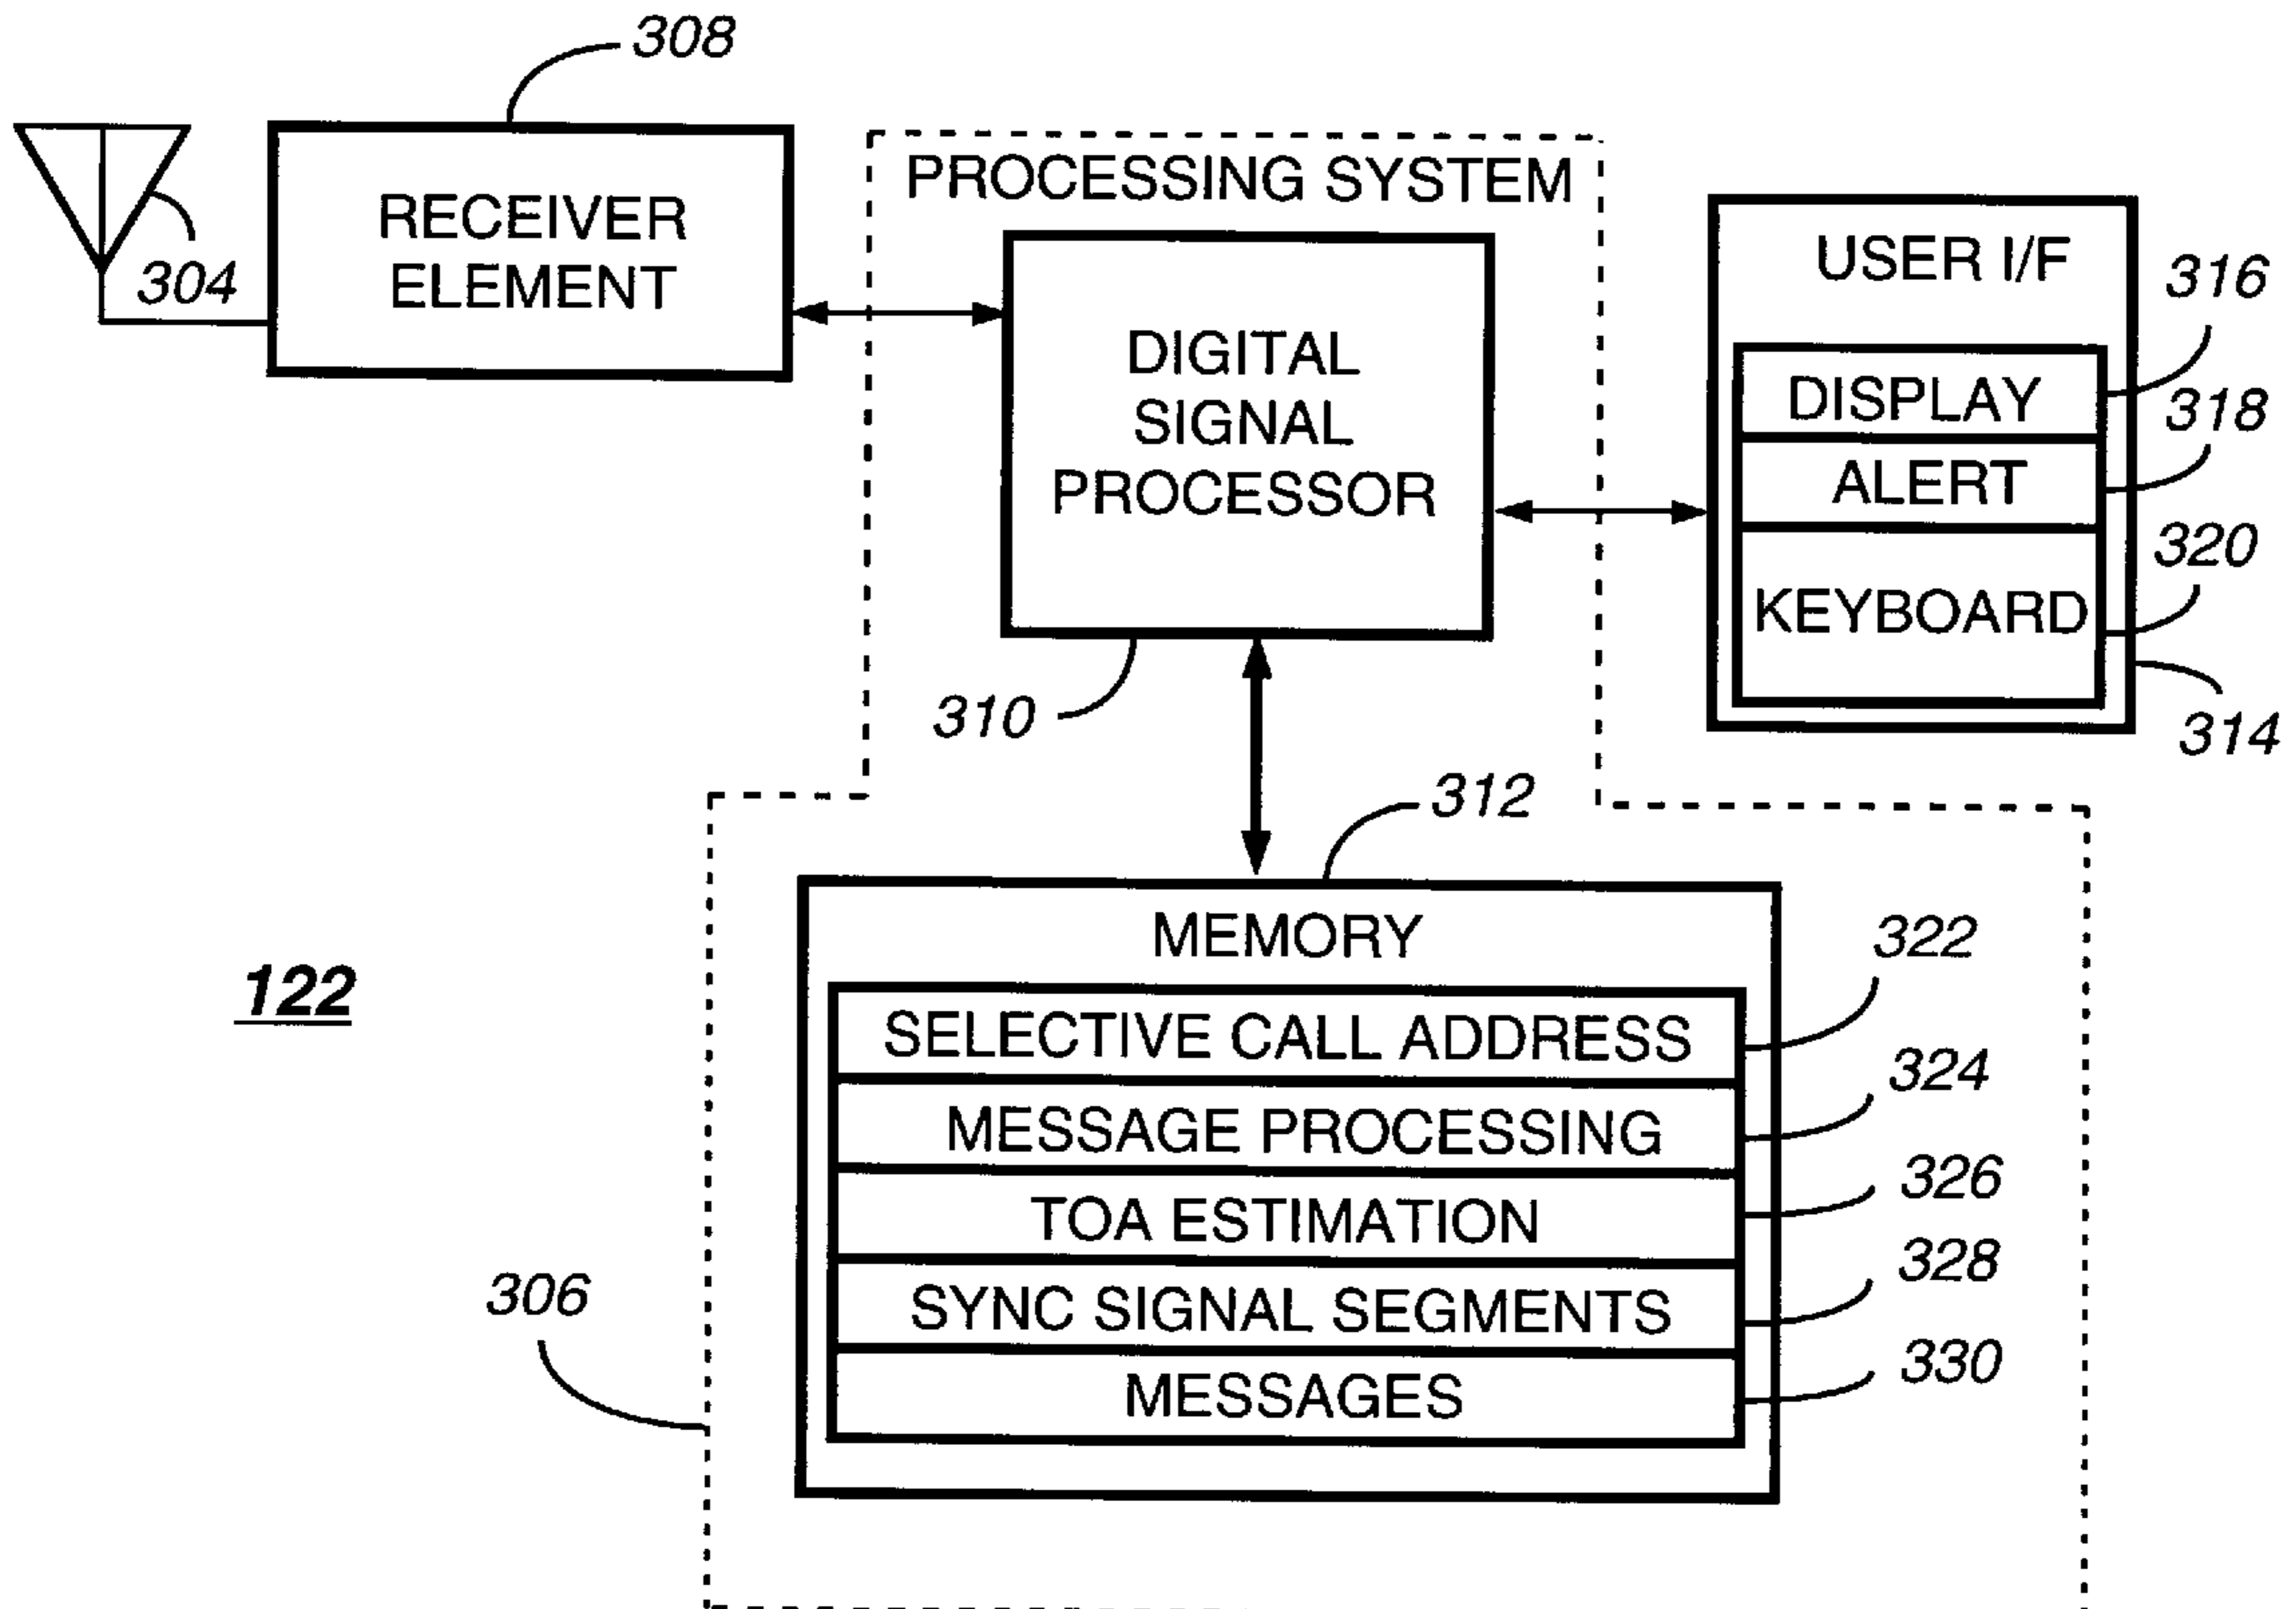 308
304
RECEIVER
ELEMENT
PROCESSING SYSTEM
DIGITAL
SIGNAL
PROCESSOR
310
USER I/F
DISPLAY
ALERT
KEYBOARD
316
318
320
314
312
MEMORY
SELECTIVE CALL ADDRESS
MESSAGE PROCESSING
TOA ESTIMATION
SYNC SIGNAL SEGMENTS
MESSAGES
322
324
326
328
330
122
306